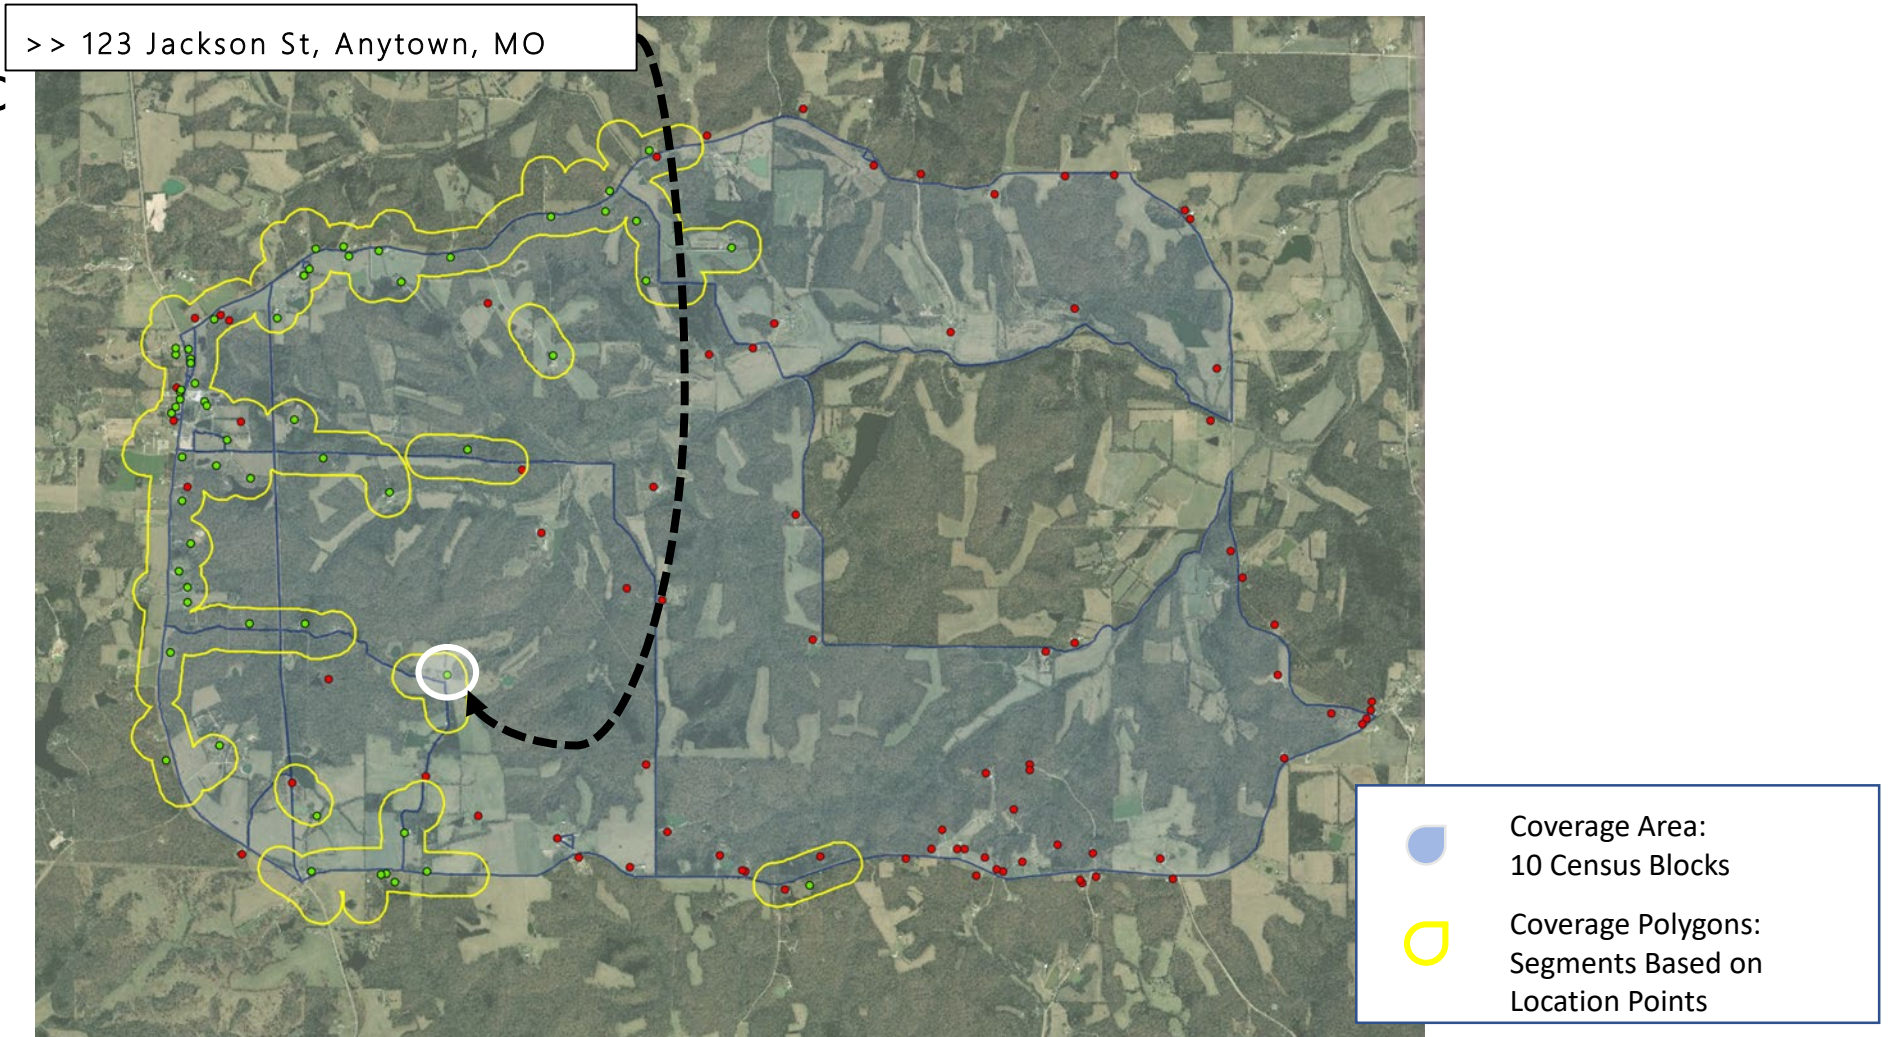 >> 123 Jackson St, Anytown, MO
Coverage Area:
10 Census Blocks
Coverage Polygons:
Segments Based on
Location Points